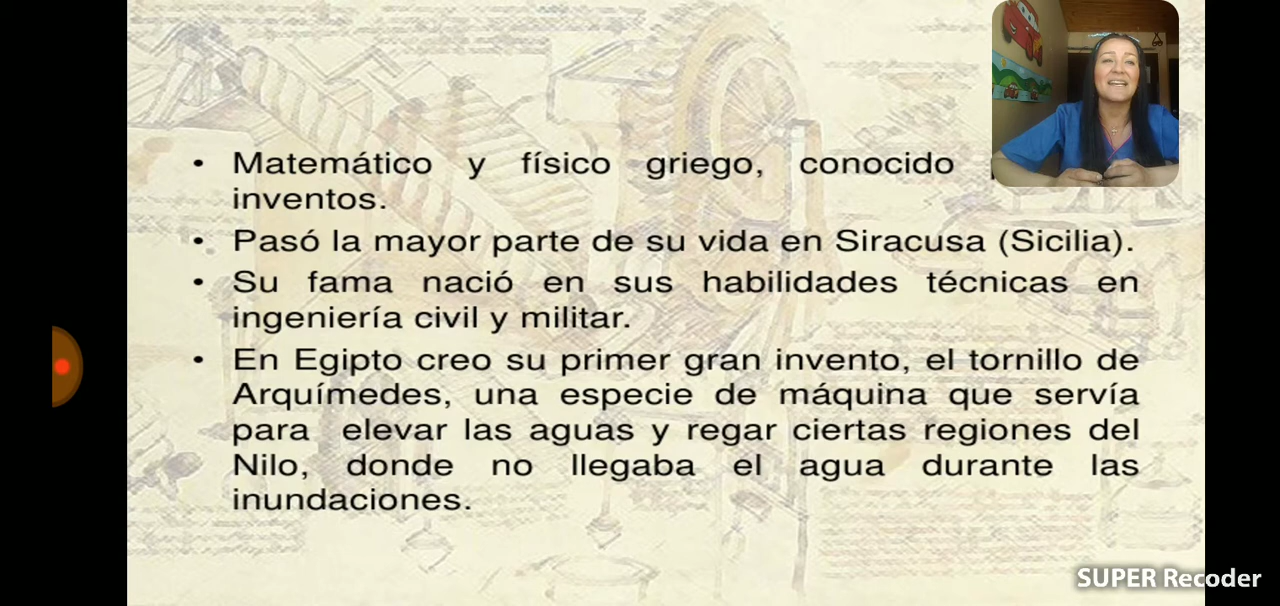 • Matemático y físico griego, conocido
inventos.
• Pasó la mayor parte de su vida en Siracusa (Sicilia).
• Su fama nació en sus habilidades técnicas en
ingeniería civil y militar.
• En Egipto creo su primer gran invento, el tornillo de
Arquímedes, una especie de máquina que servía
para elevar las aguas y regar ciertas regiones del
Nilo, donde no llegaba el agua durante las
inundaciones.
SUPER Recoder